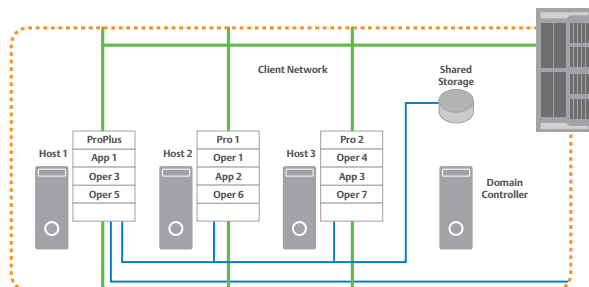 Client Network
Shared
Storage
Host 1
ProPlus
App 1
Oper 3
Oper 5
Host 2
Pro 1
Oper 1
App 2
Oper 6
Host 3
Pro 2
Oper 4
App 3
Oper 7
Domain
Controller